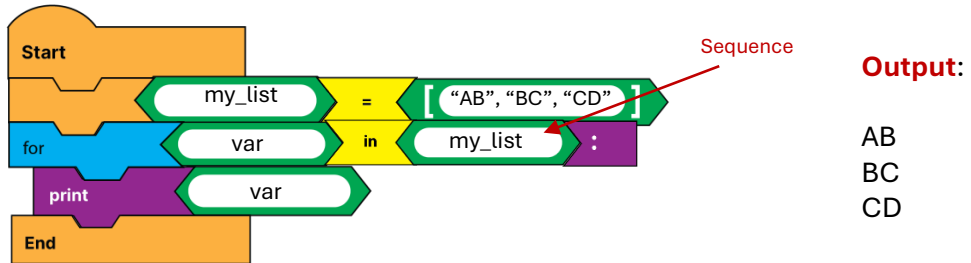 Sequence
Start
my_list = [ “AB”, “BC”, “CD” ]
for var in my_list :
print var
End
Output:
AB
BC
CD